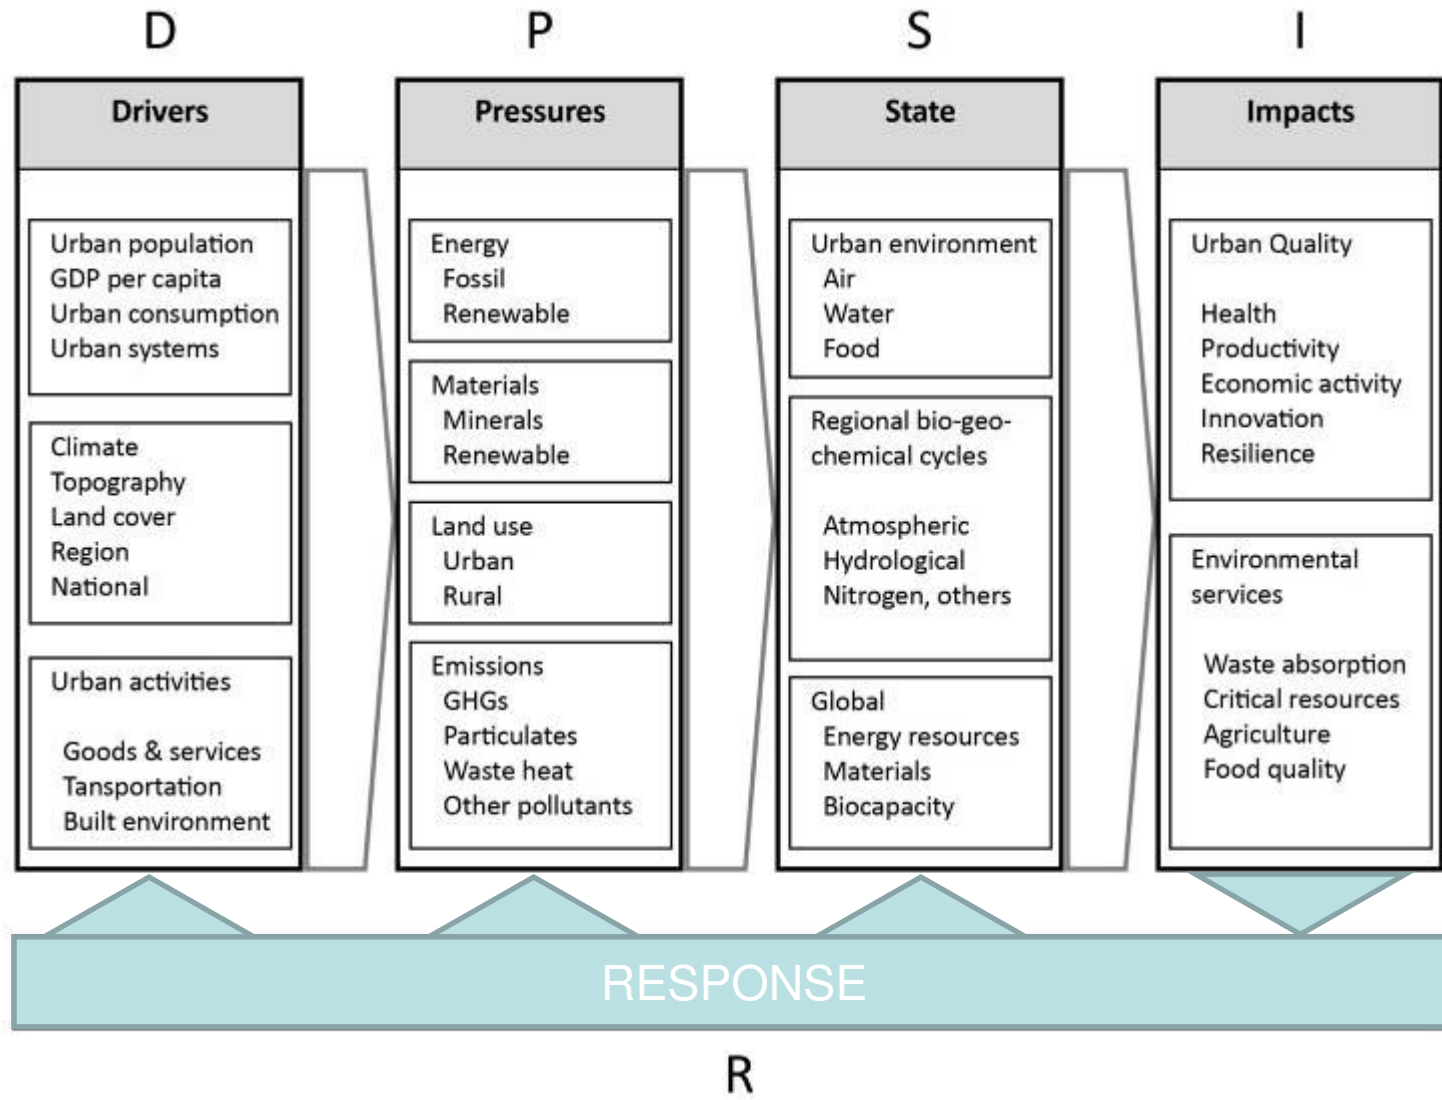 D
P
S
I
Drivers
Urban population
GDP per capita
Urban consumption
Urban systems
Climate
Topography
Land cover
Region
National
Urban activities
Goods & services
Tansportation
Built environment
Pressures
Energy
Fossil
Renewable
Materials
Minerals
Renewable
Land use
Urban
Rural
Emissions
GHGs
Particulates
Waste heat
Other pollutants
State
Urban environment
Air
Water
Food
Regional bio-geo-
chemical cycles
Atmospheric
Hydrological
Nitrogen, others
Global
Energy resources
Materials
Biocapacity
Impacts
Urban Quality
Health
Productivity
Economic activity
Innovation
Resilience
Environmental
services
Waste absorption
Critical resources
Agriculture
Food quality
RESPONSE
R